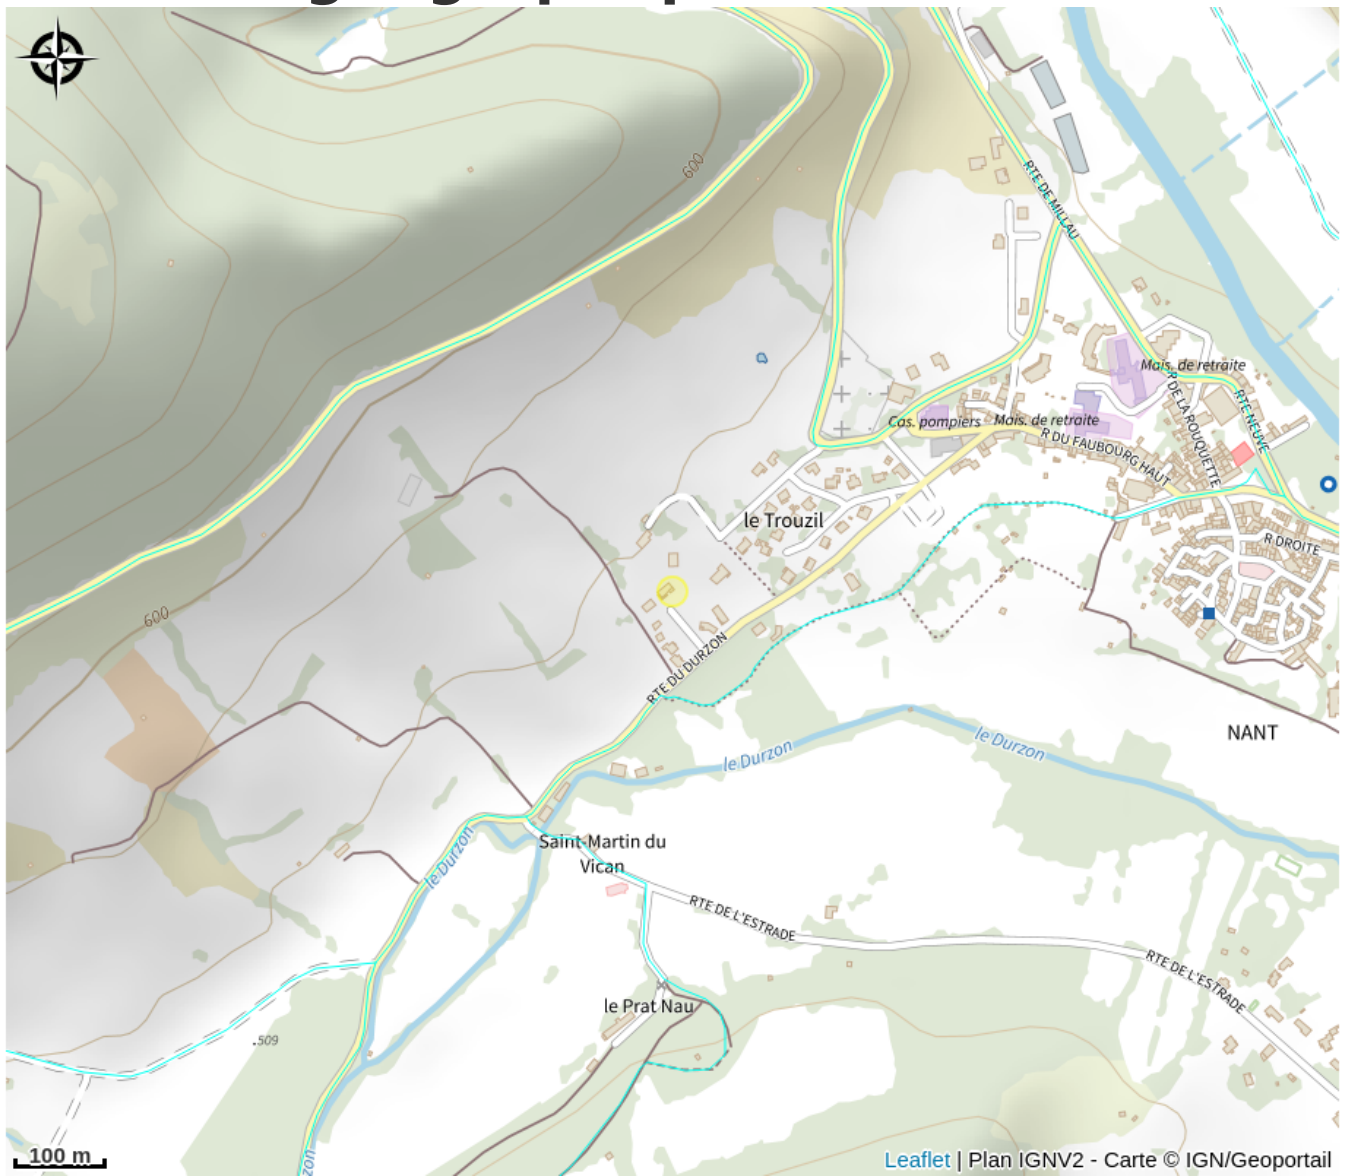 600
RTE DE MILLAU
Mais. de retraite
R DE LA ROUQUETTE
RTE NEUVE
Cas. pompiers
Mais. de retraite
R DU FAUBOURG HAUT
le Trouzil
R DROITE
600
RTE DU DURZON
NANT
le Durzon
le Durzon
Saint-Martin du
Vican
le Durzon
RTE DE L'ESTRADE
RTE DE L'ESTRADE
le Prat Nau
.509
zon
100 m
Leaflet | Plan IGNV2 - Carte © IGN/Geoportail